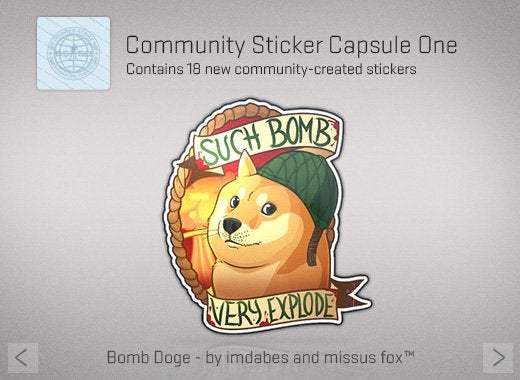 Community Sticker Capsule One
Contains 18 new community-created stickers
SUCH BOMB
VERY EXPLODE
Bomb Doge - by imdabes and missus fox™